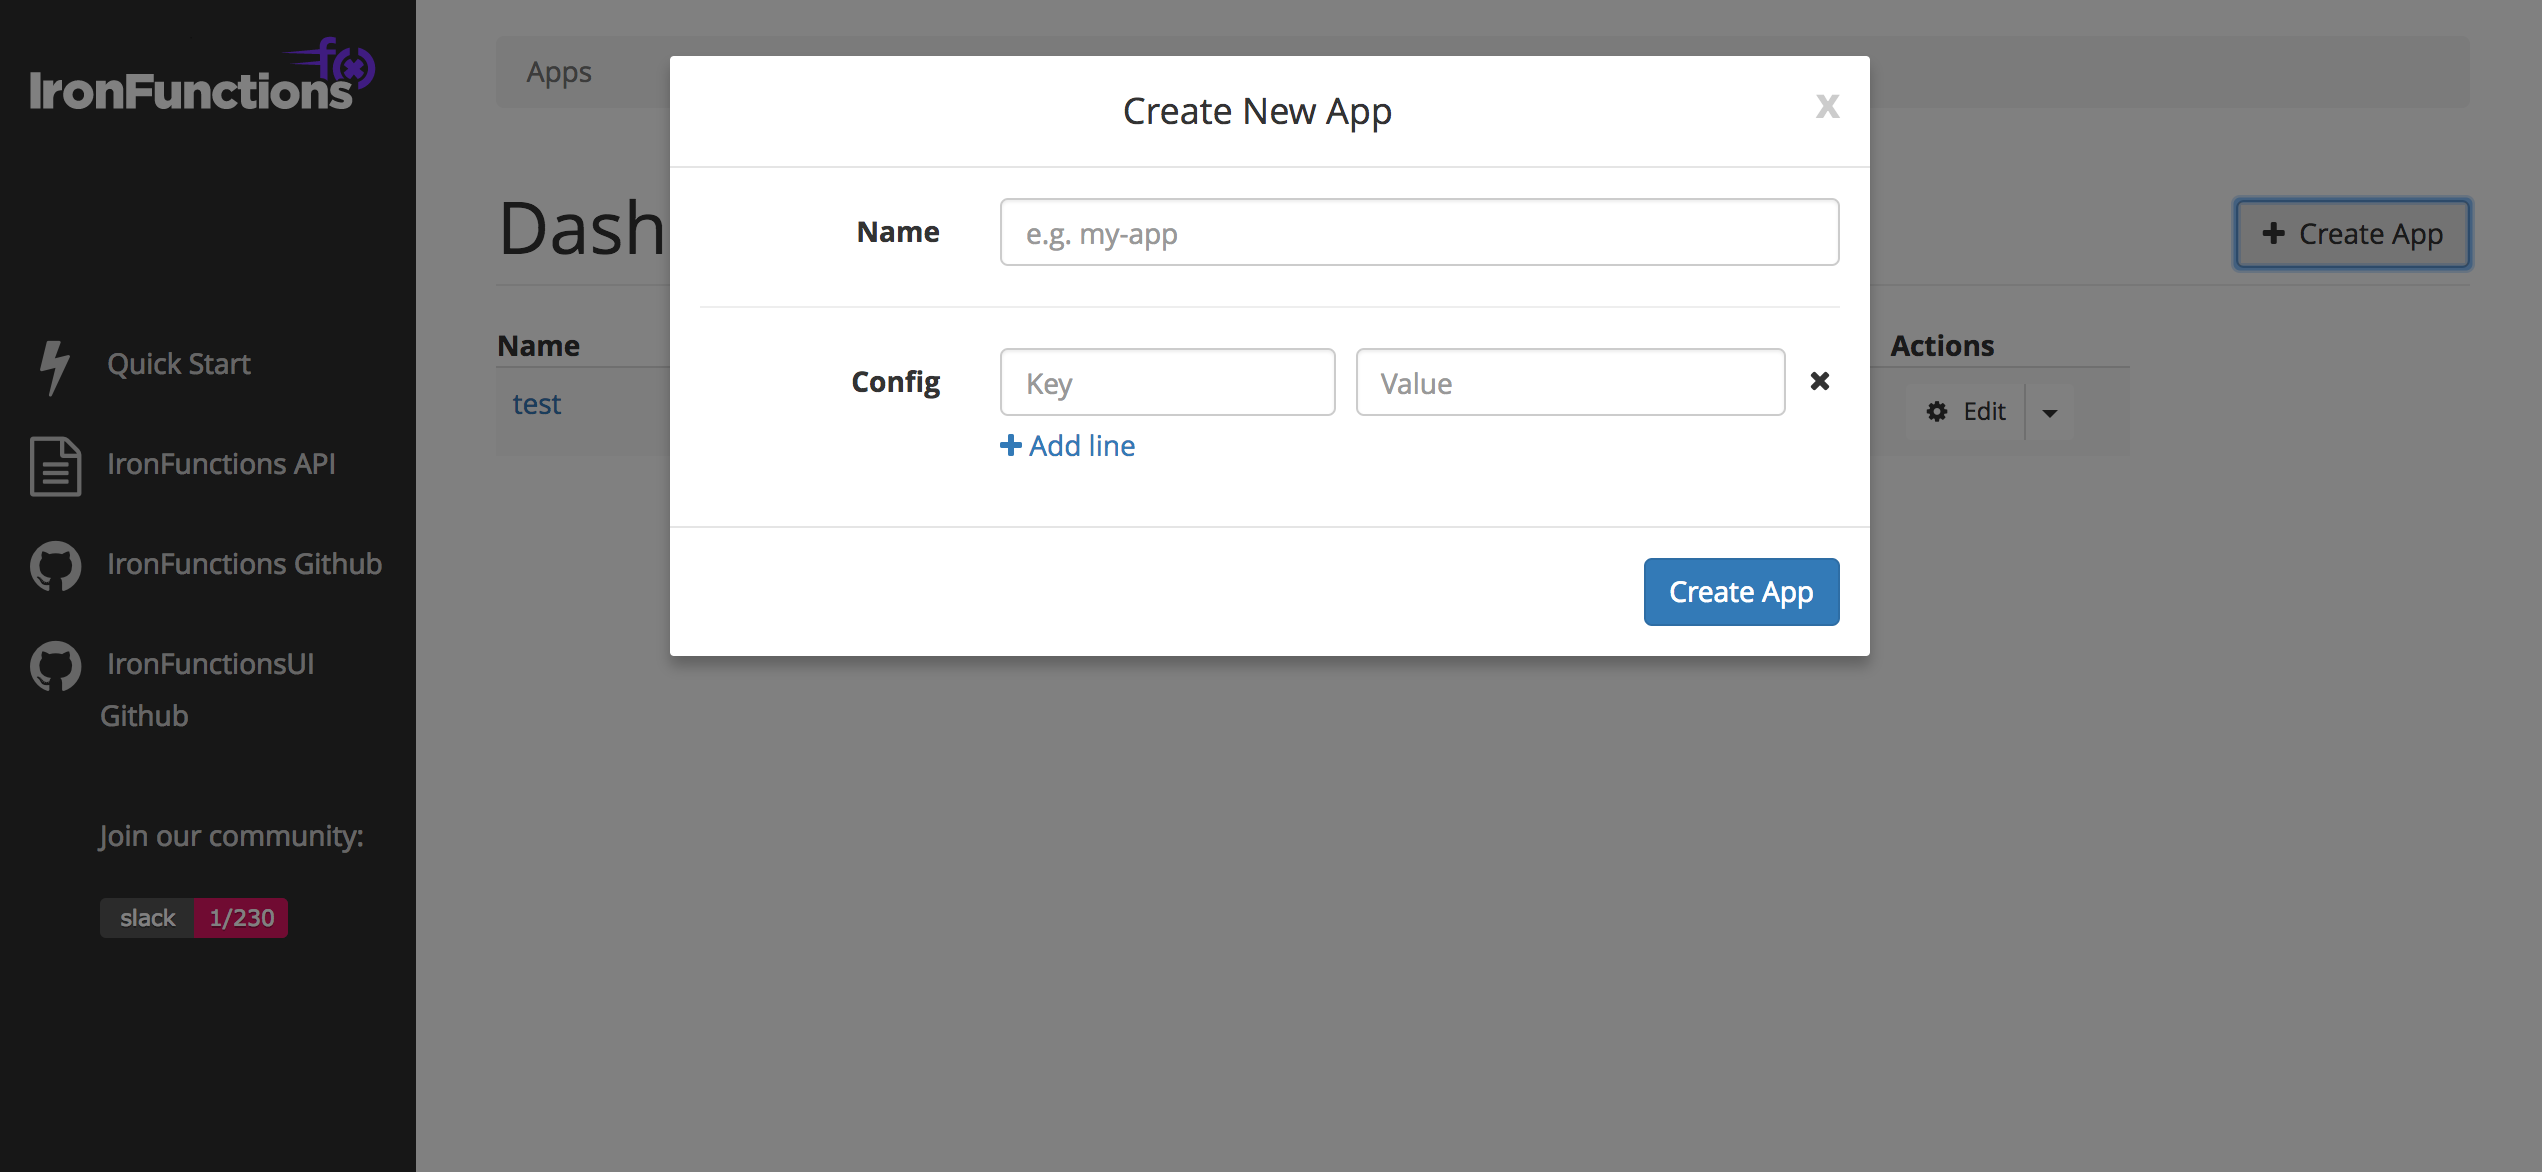 IronFunctions
f(x)
Quick Start
IronFunctions API
IronFunctions Github
IronFunctionsUI
Github
Join our community:
slack 1/230
Apps
Dash
Create App
Name
Actions
test
Edit
Create New App
x
Name
e.g. my-app
Config
Key
Value
Add line
Create App